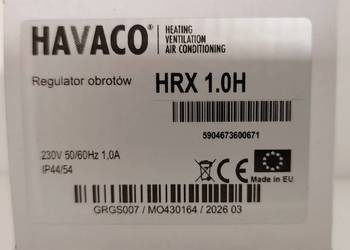 HAVACO® HEATING
VENTILATION
AIR CONDITIONING
Regulator obrotów HRX 1.0H
5904673600671
230V 50/60Hz 1,0A
IP44/54
CE
Made in EU
GRGS007 / MO430164 / 2026 03